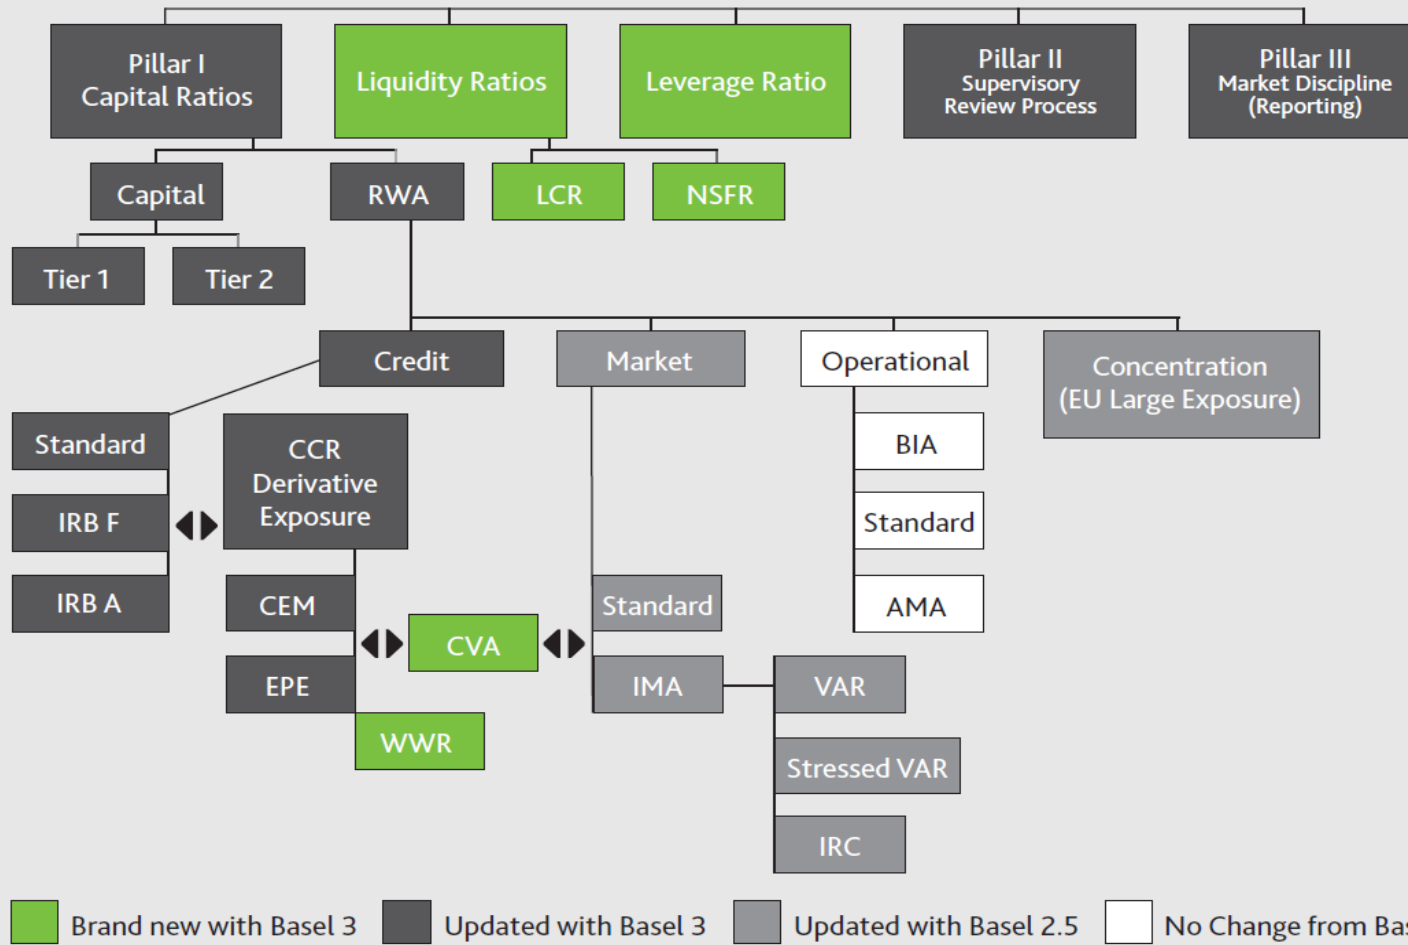 Pillar I
Capital Ratios
Liquidity Ratios
Leverage Ratio
Pillar II
Supervisory
Review Process
Pillar III
Market Discipline
(Reporting)
Capital
RWA
LCR
NSFR
Tier 1
Tier 2
Credit
Market
Operational
Concentration
(EU Large Exposure)
Standard
IRB F
IRB A
CCR
Derivative
Exposure
CEM
EPE
WWR
CVA
Standard
IMA
BIA
Standard
AMA
VAR
Stressed VAR
IRC
Brand new with Basel 3
Updated with Basel 3
Updated with Basel 2.5
No Change from Bas